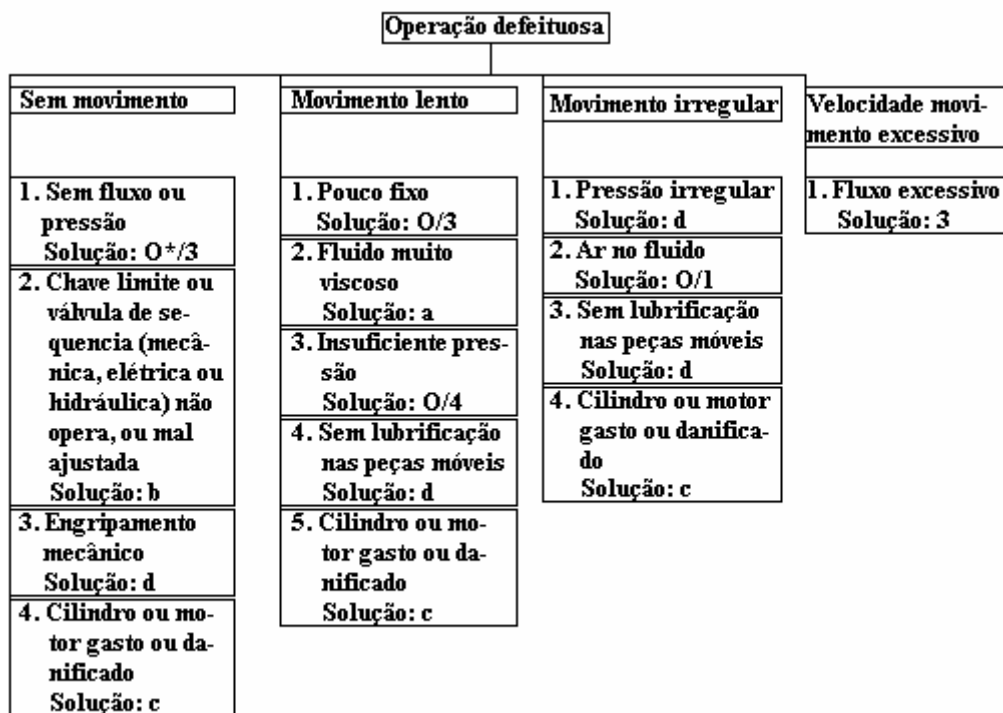 Operação defeituosa
Sem movimento
1. Sem fluxo ou
pressão
Solução: O*/3
2. Chave limite ou
válvula de se-
quencia (mecâ-
nica, elétrica ou
hidráulica) não
opera, ou mal
ajustada
Solução: b
3. Engripamento
mecânico
Solução: d
4. Cilindro ou mo-
tor gasto ou da-
nificado
Solução: c
Movimento lento
1. Pouco fixo
Solução: O/3
2. Fluido muito
viscoso
Solução: a
3. Insuficiente pres-
são
Solução: O/4
4. Sem lubrificação
nas peças móveis
Solução: d
5. Cilindro ou mo-
tor gasto ou da-
nificado
Solução: c
Movimento irregular
1. Pressão irregular
Solução: d
2. Ar no fluido
Solução: O/1
3. Sem lubrificação
nas peças móveis
Solução: d
4. Cilindro ou motor
gasto ou danifica-
do
Solução: c
Velocidade movi-
mento excessivo
1. Fluxo excessivo
Solução: 3